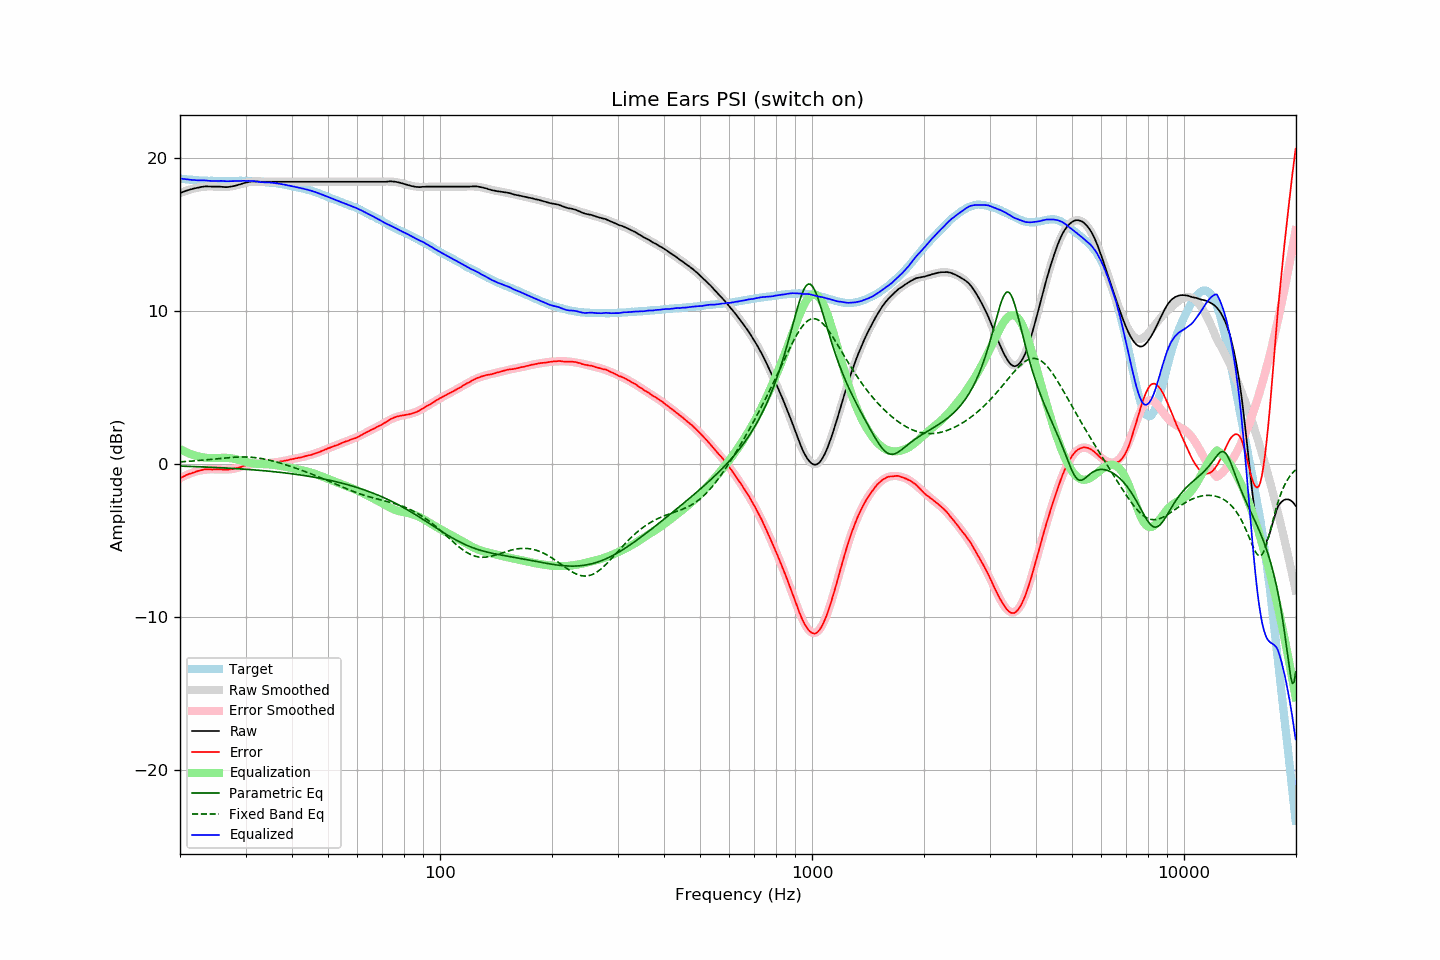 Lime Ears PSI (switch on)
20
10
0
−10
−20
Amplitude (dBr)
Target
Raw Smoothed
Error Smoothed
Raw
Error
Equalization
Parametric Eq
Fixed Band Eq
Equalized
100
1000
10000
Frequency (Hz)